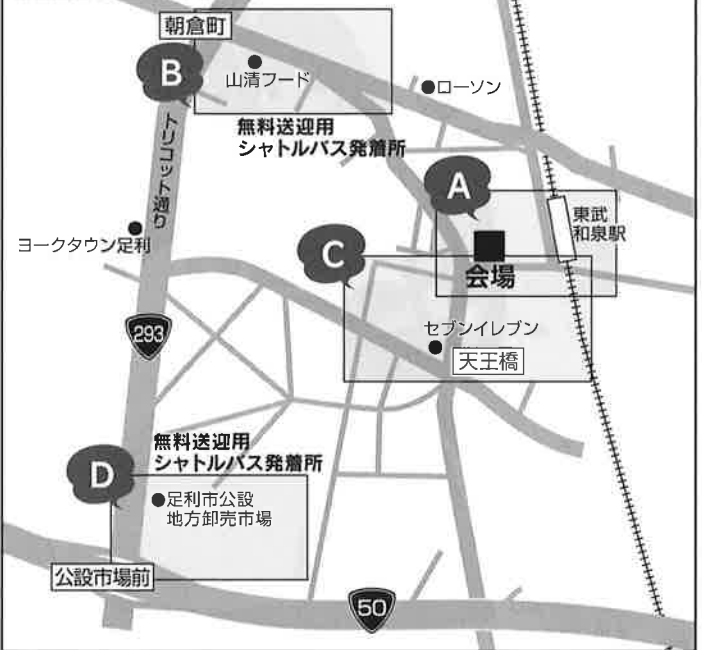 朝倉町
B
山清フード
ローソン
無料送迎用
シャトルバス発着所
トリコット通り
A
東武
和泉駅
ヨークタウン足利
C
会場
293
セブンイレブン
天王橋
無料送迎用
シャトルバス発着所
D
足利市公設
地方卸売市場
公設市場前
50